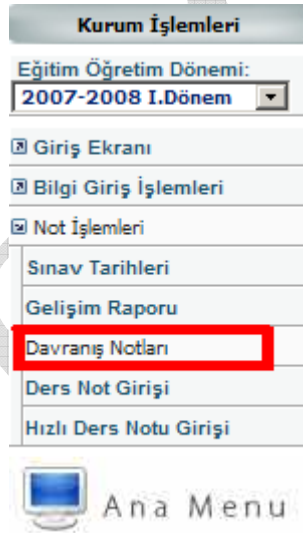 Kurum İşlemleri
Eğitim Öğretim Dönemi:
2007-2008 I.Dönem
Giriş Ekranı
Bilgi Giriş İşlemleri
Not İşlemleri
Sınav Tarihleri
Gelişim Raporu
Davranış Notları
Ders Not Girişi
Hızlı Ders Notu Girişi
Ana Menu